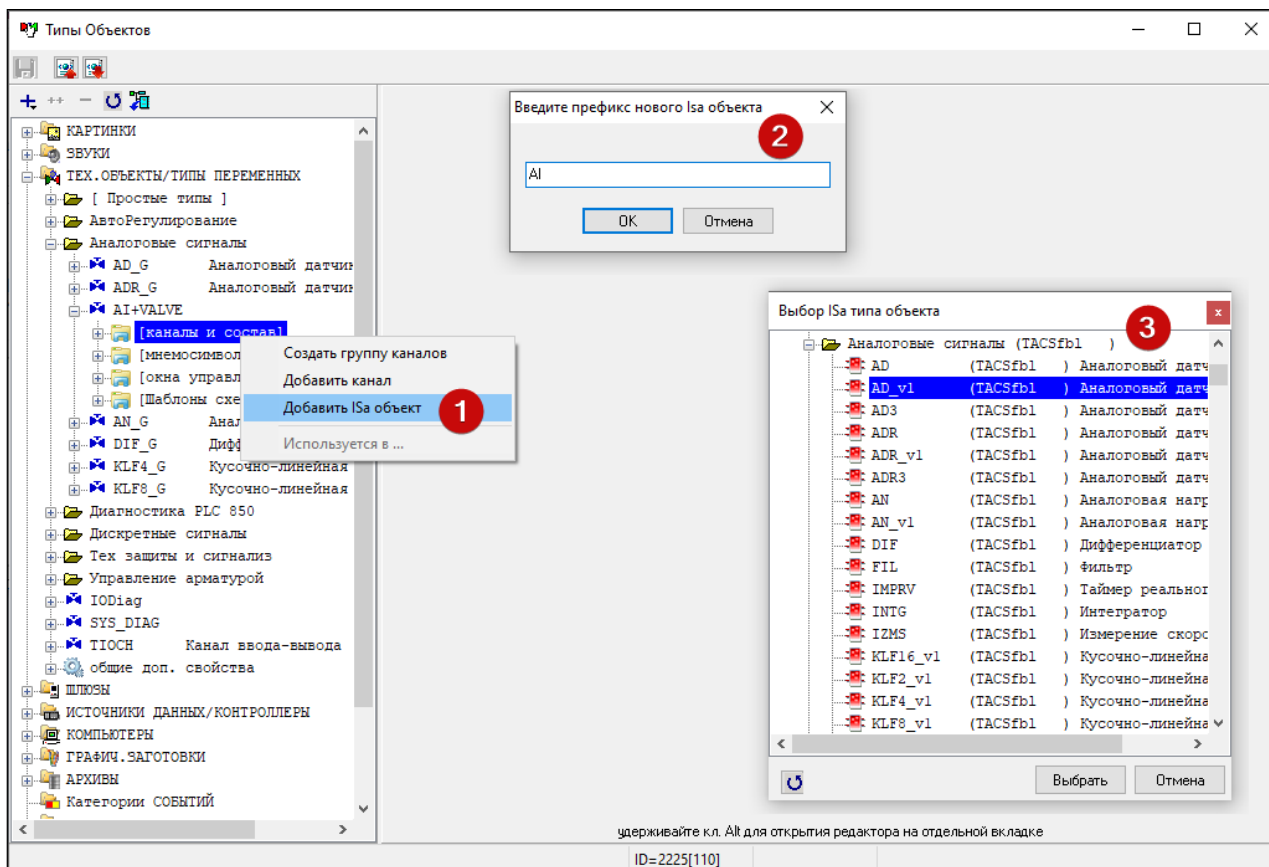 Типы Объектов
КАРТИНКИ
ЗВУКИ
ТЕХ.ОБЪЕКТЫ/ТИПЫ ПЕРЕМЕННЫХ
[ Простые типы ]
АвтоРегулирование
Аналоговые сигналы
AD_G Аналоговый датчик
ADR_G Аналоговый датчик
AI+VALVE
[каналы и состав]
[мнемосимвол
[окна управл
[Шаблоны схе
AN_G Анал
DIF_G Дифф
KLF4_G Кусочно-линейная
KLF8_G Кусочно-линейная
Диагностика PLC 850
Дискретные сигналы
Тех защиты и сигнализ
Управление арматурой
IODiag
SYS_DIAG
TIOCH Канал ввода-вывода
общие доп. свойства
ШЛЮЗЫ
ИСТОЧНИКИ ДАННЫХ/КОНТРОЛЛЕРЫ
КОМПЬЮТЕРЫ
ГРАФИЧ.ЗАГОТОВКИ
АРХИВЫ
Категории СОБЫТИЙ
Создать группу каналов
Добавить канал
Добавить ISa объект
1
Используется в ...
Введите префикс нового Isa объекта
2
AI
OK Отмена
Выбор ISa типа объекта
x
3
Аналоговые сигналы (TACSfbl )
AD (TACSfbl ) Аналоговый датч
AD_v1 (TACSfbl ) Аналоговый датч
AD3 (TACSfbl ) Аналоговый датч
ADR (TACSfbl ) Аналоговый датч
ADR_v1 (TACSfbl ) Аналоговый датч
ADR3 (TACSfbl ) Аналоговый датч
AN (TACSfbl ) Аналоговая нагр
AN_v1 (TACSfbl ) Аналоговая нагр
DIF (TACSfbl ) Дифференциатор
FIL (TACSfbl ) Фильтр
IMPRV (TACSfbl ) Таймер реальног
INTG (TACSfbl ) Интегратор
IZMS (TACSfbl ) Измерение скоро
KLF16_v1 (TACSfbl ) Кусочно-линейна
KLF2_v1 (TACSfbl ) Кусочно-линейна
KLF4_v1 (TACSfbl ) Кусочно-линейна
KLF8_v1 (TACSfbl ) Кусочно-линейна
Выбрать Отмена
удерживайте кл. Alt для открытия редактора на отдельной вкладке
ID=2225[110]